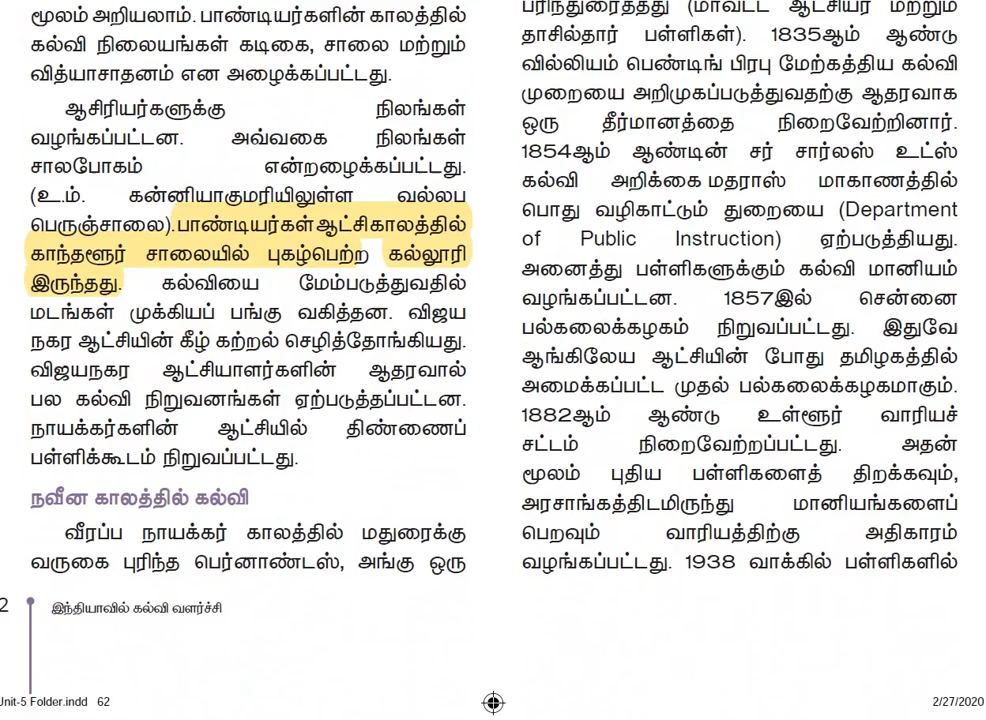 மூலம் அறியலாம். பாண்டியர்களின் காலத்தில்
கல்வி நிலையங்கள் கடிகை, சாலை மற்றும்
வித்யாசாதனம் என அழைக்கப்பட்டது.
ஆசிரியர்களுக்கு நிலங்கள்
வழங்கப்பட்டன. அவ்வகை நிலங்கள்
சாலபோகம் என்றழைக்கப்பட்டது.
(உ.ம். கன்னியாகுமரியிலுள்ள வல்லப
பெருஞ்சாலை). பாண்டியர்கள் ஆட்சி காலத்தில்
காந்தளூர் சாலையில் புகழ்பெற்ற கல்லூரி
இருந்தது. கல்வியை மேம்படுத்துவதில்
மடங்கள் முக்கியப் பங்கு வகித்தன. விஜய
நகர ஆட்சியின் கீழ் கற்றல் செழித்தோங்கியது.
விஜயநகர ஆட்சியாளர்களின் ஆதரவால்
பல கல்வி நிறுவனங்கள் ஏற்படுத்தப்பட்டன.
நாயக்கர்களின் ஆட்சியில் திண்ணைப்
பள்ளிக்கூடம் நிறுவப்பட்டது.
நவீன காலத்தில் கல்வி
வீரப்ப நாயக்கர் காலத்தில் மதுரைக்கு
வருகை புரிந்த பெர்னாண்டஸ், அங்கு ஒரு
பரிந்துரைத்தது (மாவட்ட ஆட்சியர் மற்றும்
தாசில்தார் பள்ளிகள்). 1835ஆம் ஆண்டு
வில்லியம் பெண்டிங் பிரபு மேற்கத்திய கல்வி
முறையை அறிமுகப்படுத்துவதற்கு ஆதரவாக
ஒரு தீர்மானத்தை நிறைவேற்றினார்.
1854ஆம் ஆண்டின் சர் சார்லஸ் உட்ஸ்
கல்வி அறிக்கை மதராஸ் மாகாணத்தில்
பொது வழிகாட்டும் துறையை (Department
of Public Instruction) ஏற்படுத்தியது.
அனைத்து பள்ளிகளுக்கும் கல்வி மானியம்
வழங்கப்பட்டன. 1857இல் சென்னை
பல்கலைக்கழகம் நிறுவப்பட்டது. இதுவே
ஆங்கிலேய ஆட்சியின் போது தமிழகத்தில்
அமைக்கப்பட்ட முதல் பல்கலைக்கழகமாகும்.
1882ஆம் ஆண்டு உள்ளூர் வாரியச்
சட்டம் நிறைவேற்றப்பட்டது. அதன்
மூலம் புதிய பள்ளிகளைத் திறக்கவும்,
அரசாங்கத்திடமிருந்து மானியங்களைப்
பெறவும் வாரியத்திற்கு அதிகாரம்
வழங்கப்பட்டது. 1938 வாக்கில் பள்ளிகளில்
2 இந்தியாவில் கல்வி வளர்ச்சி
Unit-5 Folder.indd 62 2/27/2020